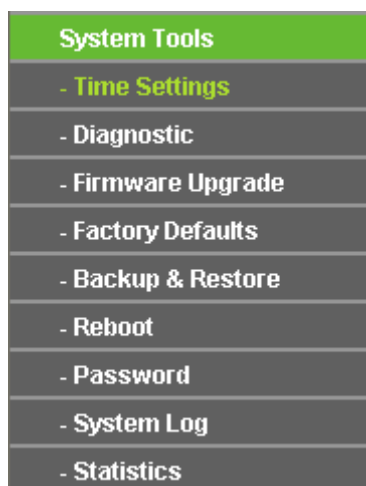 System Tools
- Time Settings
- Diagnostic
- Firmware Upgrade
- Factory Defaults
- Backup & Restore
- Reboot
- Password
- System Log
- Statistics